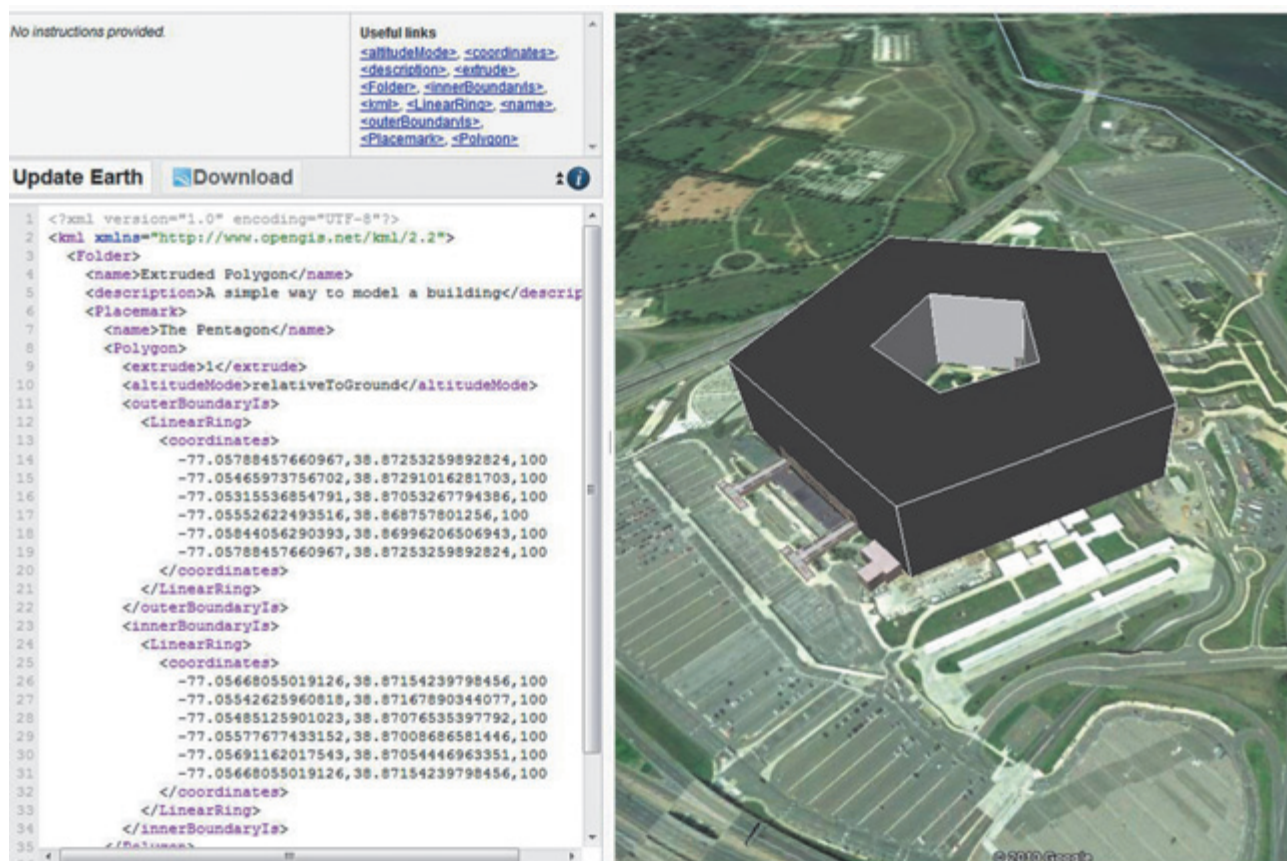 No instructions provided.
Useful links
<altitudeMode>, <coordinates>,
<description>, <extrude>,
<Folder>, <innerBoundaryIs>,
<kml>, <LinearRing>, <name>,
<outerBoundaryIs>,
<Placemark>, <Polygon>
Update Earth Download
1 <?xml version="1.0" encoding="UTF-8"?>
2 <kml xmlns="http://www.opengis.net/kml/2.2">
3 <Folder>
4 <name>Extruded Polygon</name>
5 <description>A simple way to model a building</descrip
6 <Placemark>
7 <name>The Pentagon</name>
8 <Polygon>
9 <extrude>1</extrude>
10 <altitudeMode>relativeToGround</altitudeMode>
11 <outerBoundaryIs>
12 <LinearRing>
13 <coordinates>
14 -77.05788457660967,38.87253259892824,100
15 -77.05465973756702,38.87291016281703,100
16 -77.05315536854791,38.87053267794386,100
17 -77.05552622493516,38.868757801256,100
18 -77.05844056290393,38.86996206506943,100
19 -77.05788457660967,38.87253259892824,100
20 </coordinates>
21 </LinearRing>
22 </outerBoundaryIs>
23 <innerBoundaryIs>
24 <LinearRing>
25 <coordinates>
26 -77.05668055019126,38.87154239798456,100
27 -77.05542625960818,38.87167890344077,100
28 -77.05485125901023,38.87076535397792,100
29 -77.05577677433152,38.87008686581446,100
30 -77.05691162017543,38.87054446963351,100
31 -77.05668055019126,38.87154239798456,100
32 </coordinates>
33 </LinearRing>
34 </innerBoundaryIs>
35 </Polygon>
© 2010 Google